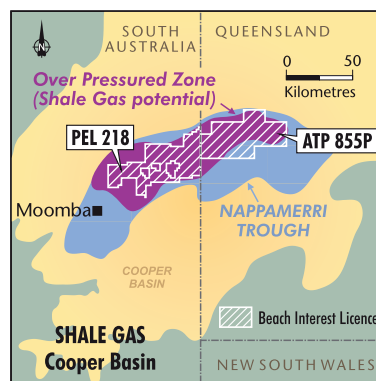 SOUTH AUSTRALIA
QUEENSLAND
N
0 50
Kilometres
Over Pressured Zone
(Shale Gas potential)
PEL 218
ATP 855P
Moomba
NAPPAMERRI
TROUGH
COOPER
BASIN
Beach Interest Licence
SHALE GAS
Cooper Basin
NEW SOUTH WALES